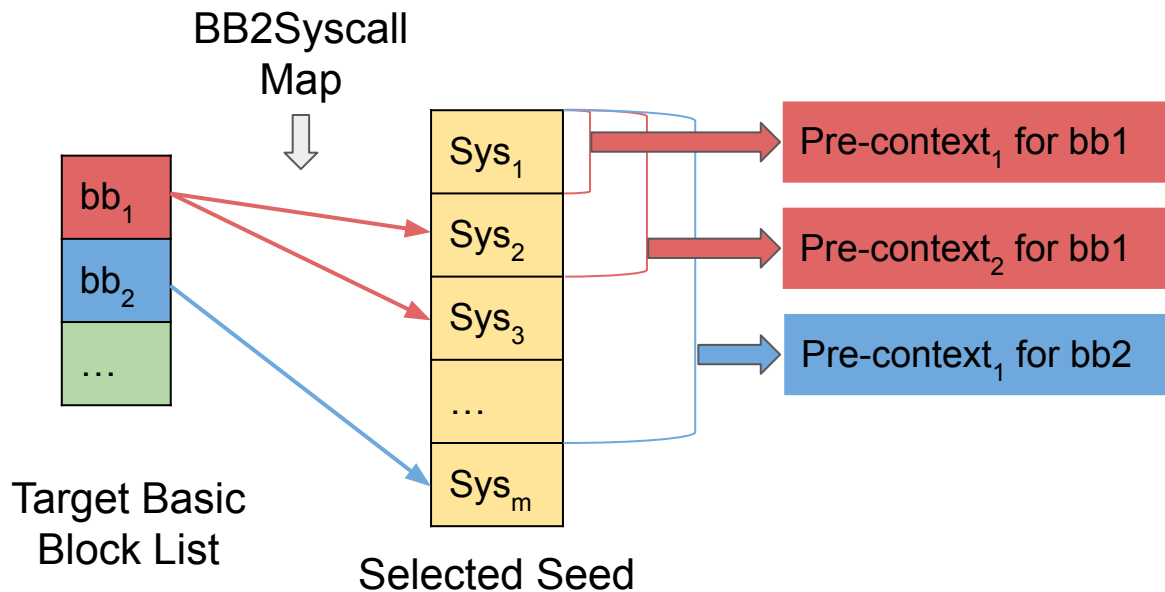 BB2Syscall
Map
bb₁
bb₂
…
Target Basic
Block List
Sys₁
Sys₂
Sys₃
…
Sysₘ
Selected Seed
Pre-context₁ for bb1
Pre-context₂ for bb1
Pre-context₁ for bb2